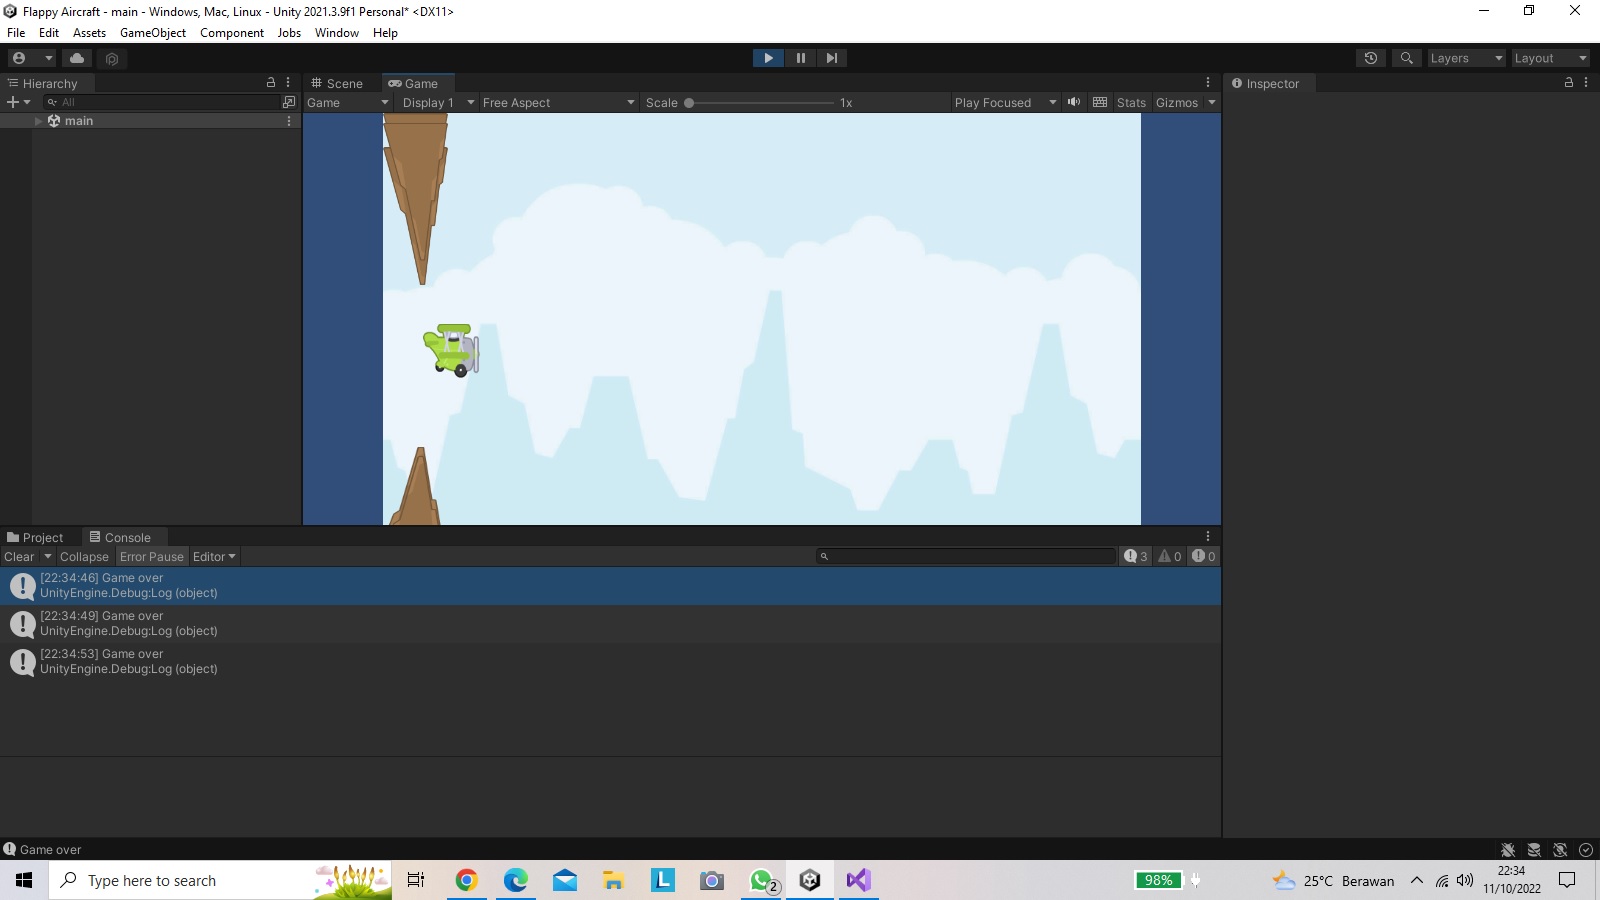 Flappy Aircraft - main - Windows, Mac, Linux - Unity 2021.3.9f1 Personal* <DX11>
File Edit Assets GameObject Component Jobs Window Help
Layers Layout
Hierarchy Scene Game Inspector
All Game Display 1 Free Aspect Scale 1x Play Focused Stats Gizmos
main
Project Console
Clear Collapse Error Pause Editor 3 0 0
[22:34:46] Game over
UnityEngine.Debug:Log (object)
[22:34:49] Game over
UnityEngine.Debug:Log (object)
[22:34:53] Game over
UnityEngine.Debug:Log (object)
Game over
Type here to search L 2 98% 25°C Berawan 22:34
11/10/2022